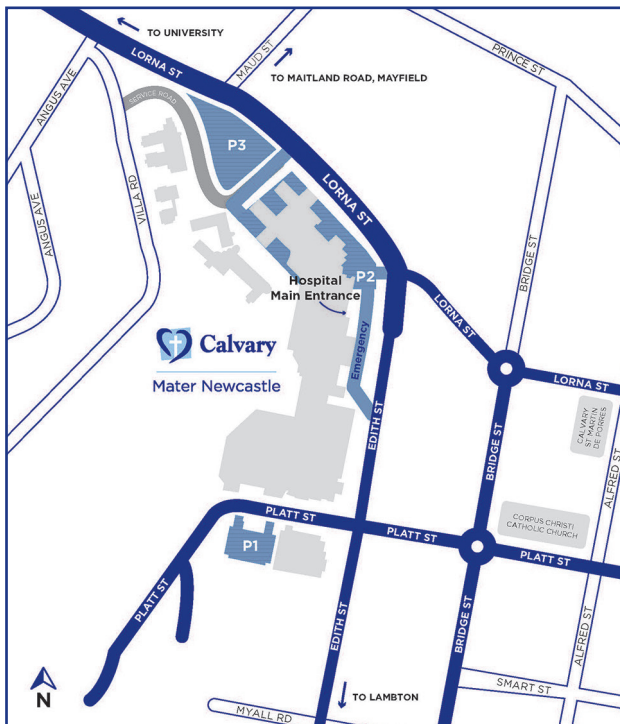 TO UNIVERSITY
LORNA ST
MAUD ST
TO MAITLAND ROAD, MAYFIELD
PRINCE ST
ANGUS AVE
SERVICE ROAD
P3
VILLA RD
ANGUS AVE
LORNA ST
BRIDGE ST
P2
Hospital
Main Entrance
LORNA ST
Emergency
Calvary
Mater Newcastle
LORNA ST
EDITH ST
BRIDGE ST
CALVARY
ST MARTIN
DE PORRES
ALFRED ST
PLATT ST
CORPUS CHRISTI
CATHOLIC CHURCH
PLATT ST
PLATT ST
P1
PLATT ST
EDITH ST
BRIDGE ST
ALFRED ST
SMART ST
N
TO LAMBTON
MYALL RD